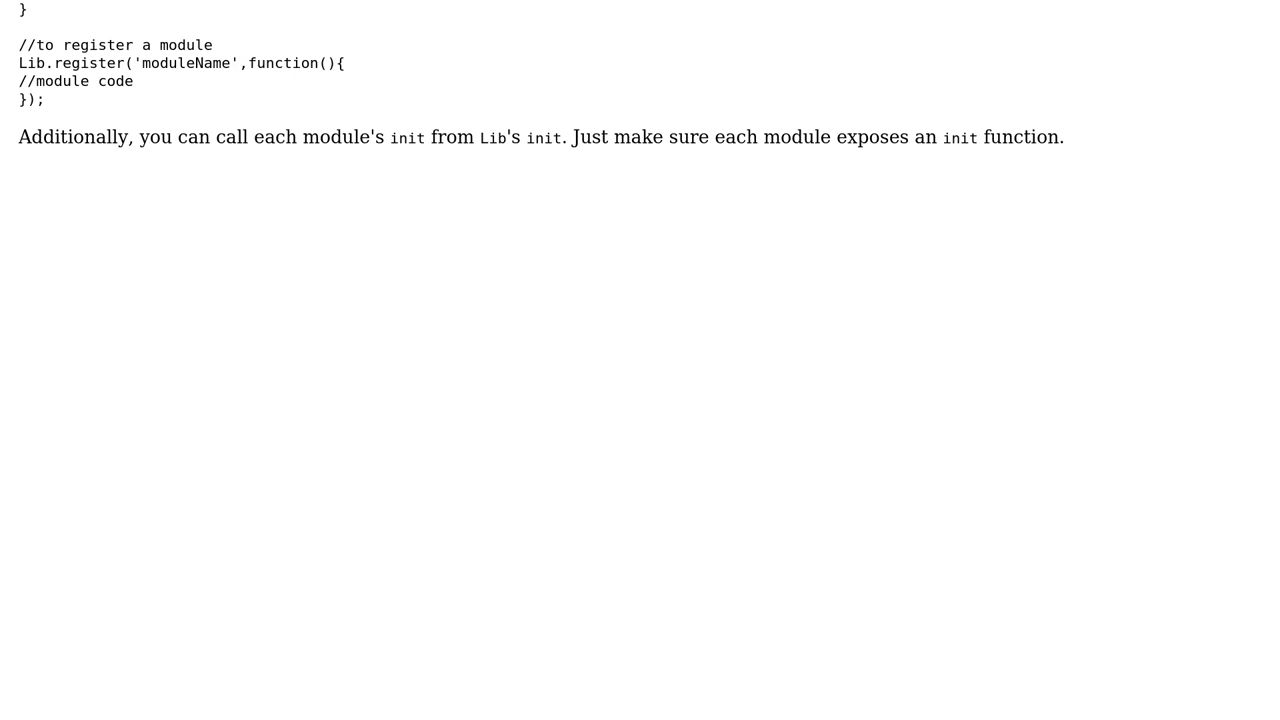 }
//to register a module
Lib.register('moduleName',function(){
//module code
});
Additionally, you can call each module's init from Lib's init. Just make sure each module exposes an init function.